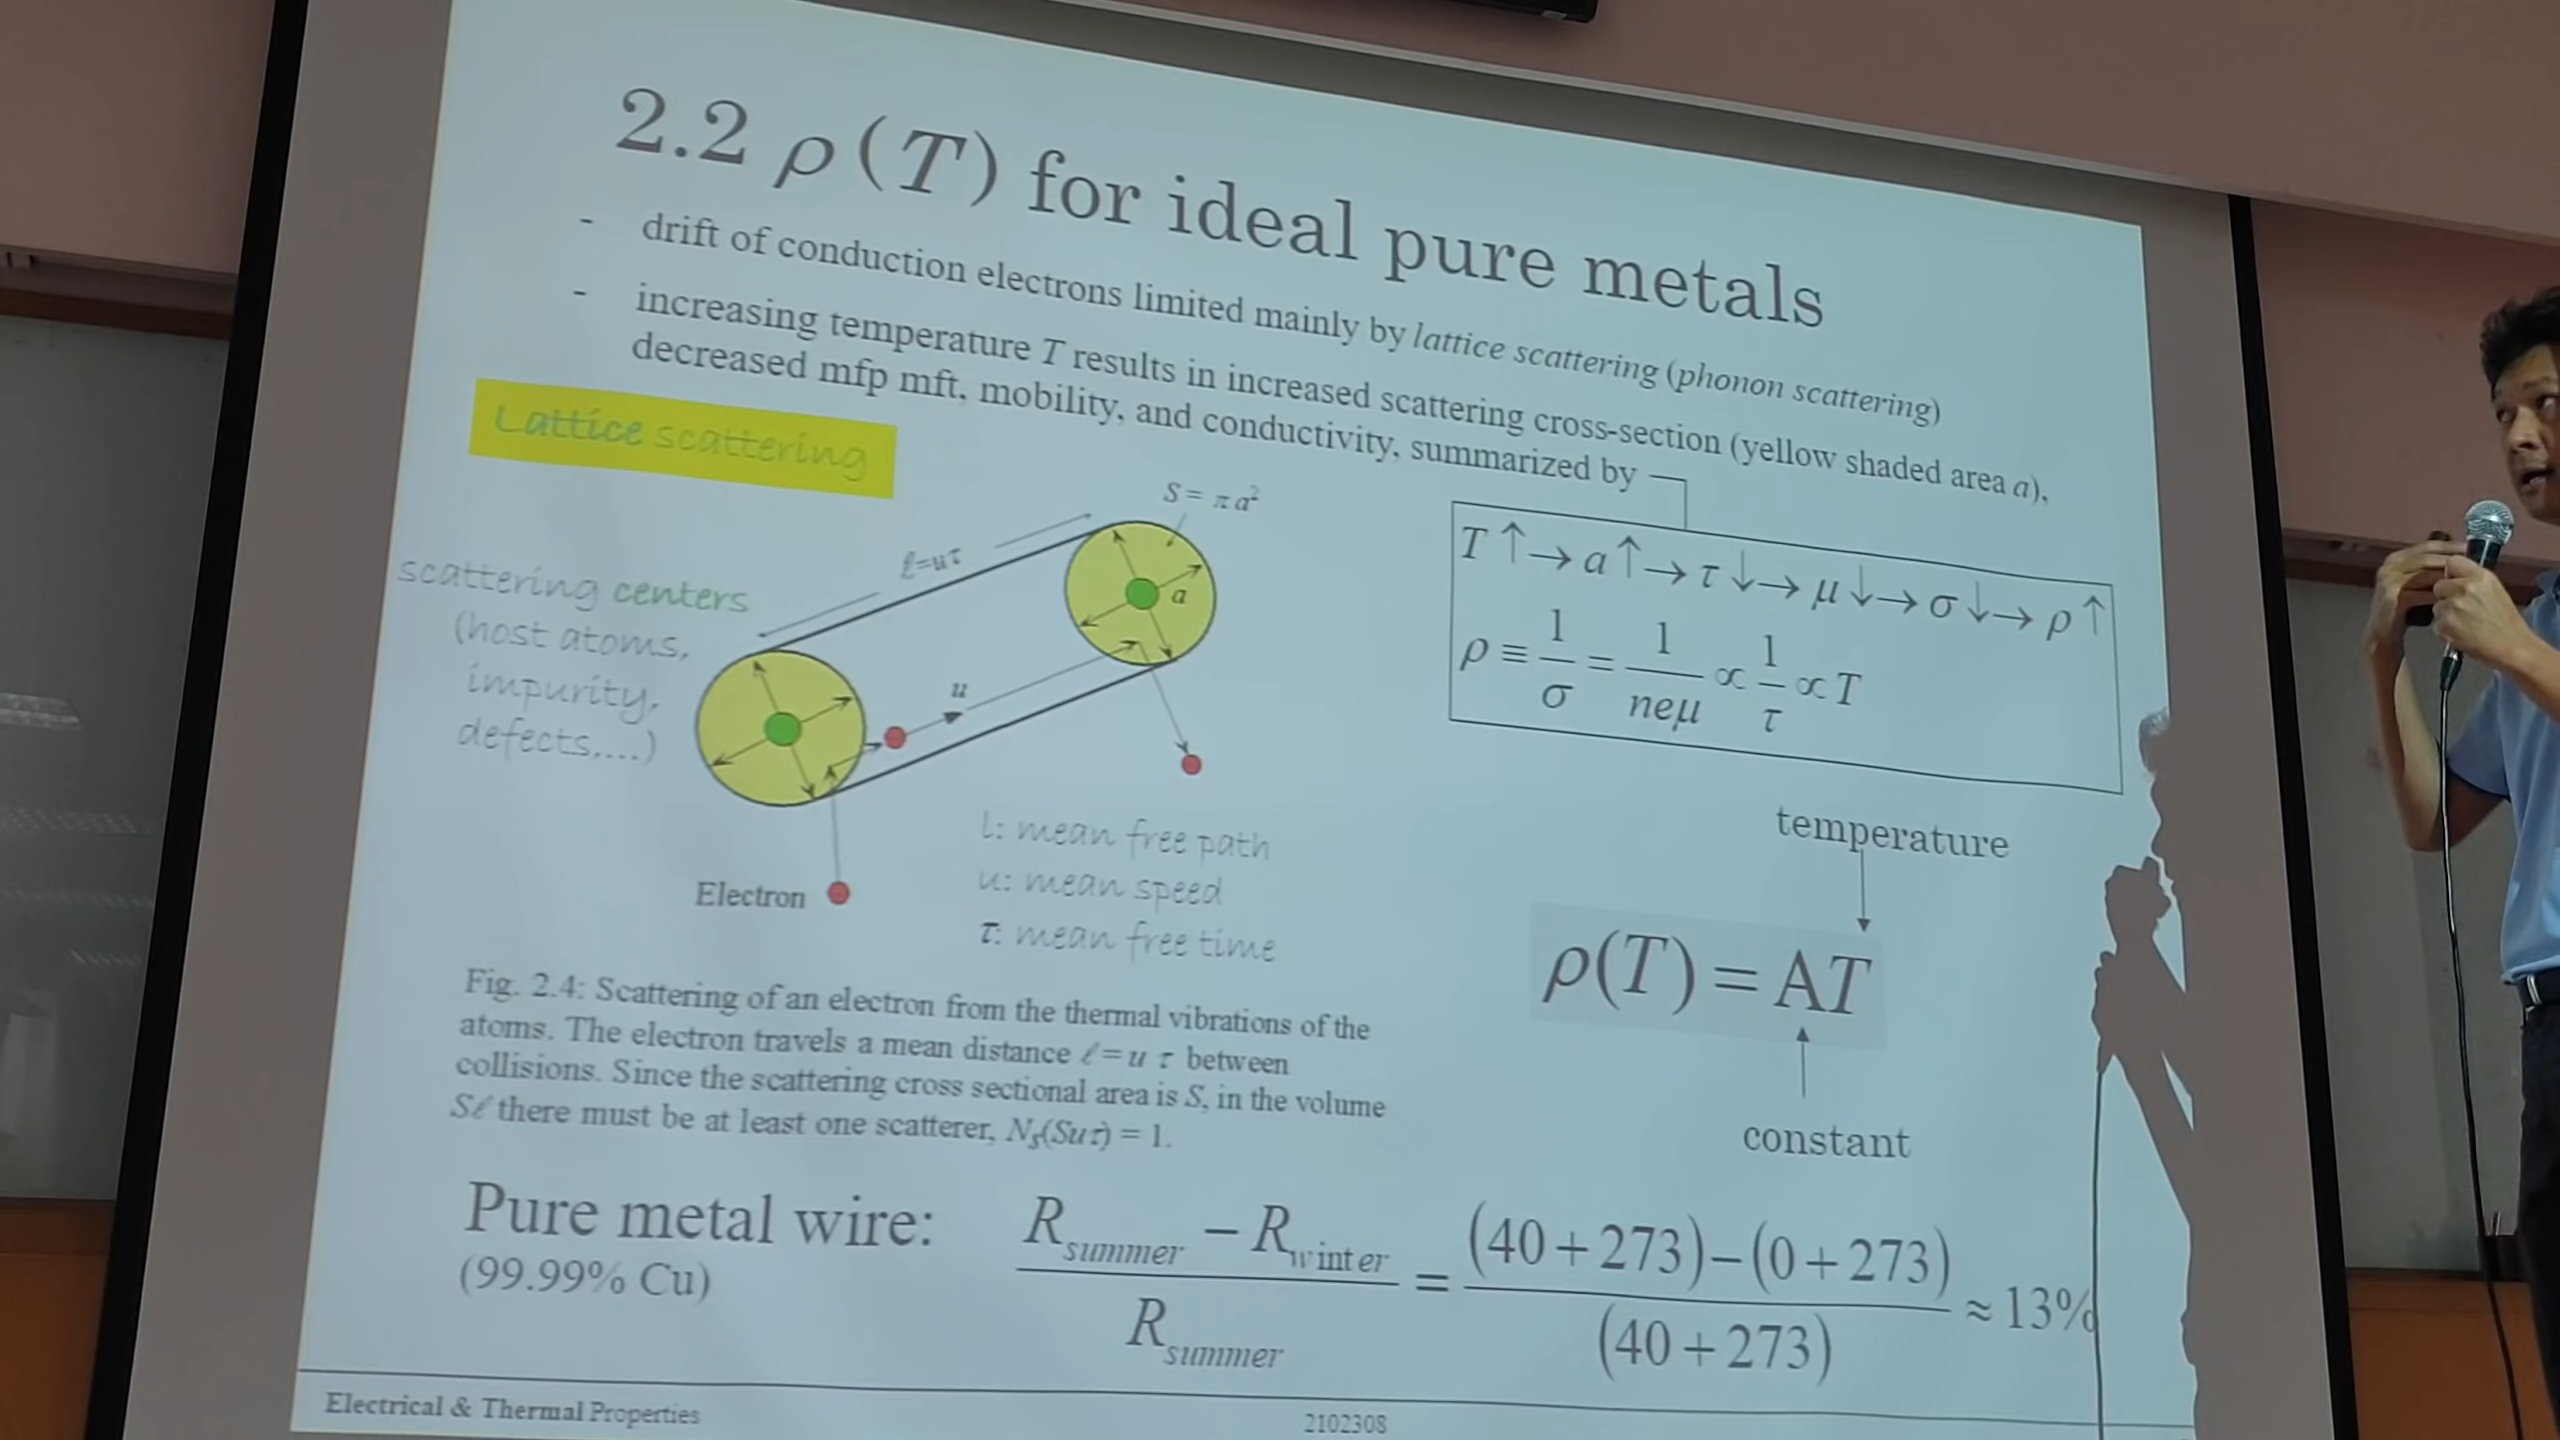 2.2 ρ(T) for ideal pure metals
- drift of conduction electrons limited mainly by lattice scattering (phonon scattering)
- increasing temperature T results in increased scattering cross-section (yellow shaded area a),
decreased mfp mft, mobility, and conductivity, summarized by
Lattice scattering
S = πa²
ℓ=uτ
a
u
scattering centers
(host atoms,
impurity,
defects,....)
Electron
l: mean free path
u: mean speed
τ: mean free time
T↑→a↑→τ↓→μ↓→σ↓→ρ↑
ρ ≡ 1/σ = 1/neμ ∝ 1/τ ∝ T
temperature
ρ(T) = AT
constant
Fig. 2.4: Scattering of an electron from the thermal vibrations of the
atoms. The electron travels a mean distance ℓ=u τ between
collisions. Since the scattering cross sectional area is S, in the volume
Sℓ there must be at least one scatterer, Ns(Suτ) = 1.
Pure metal wire:
(99.99% Cu)
(R summer − R winter) / R summer = ((40+273)−(0+273)) / (40+273) ≈ 13%
Electrical & Thermal Properties
2102308